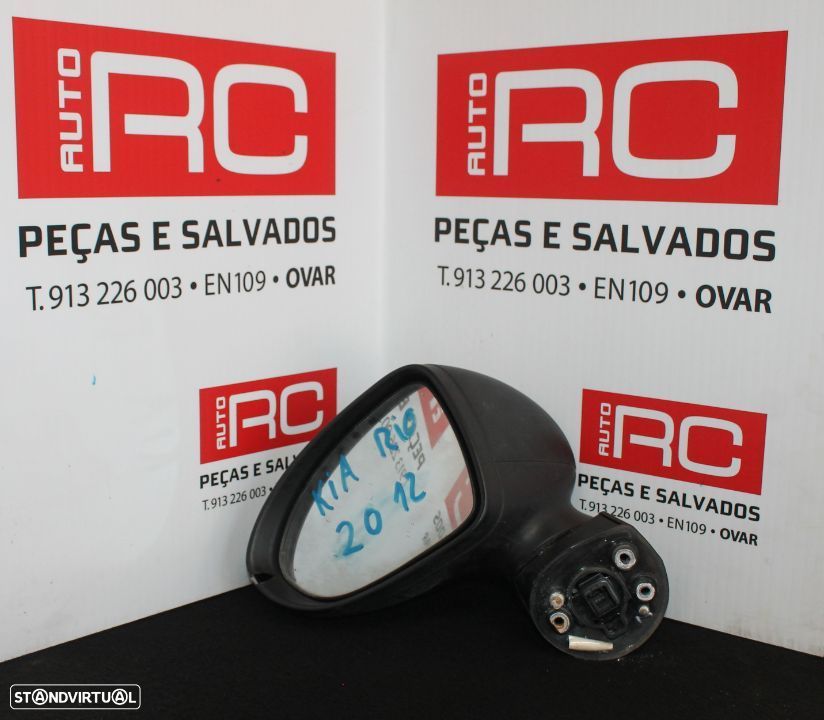 AUTO RC
PEÇAS E SALVADOS
T. 913 226 003 • EN109 • OVAR
AUTO RC
PEÇAS E SALVADOS
T. 913 226 003 • EN109 • OVAR
AUTO RC
PEÇAS E SALVADOS
T. 913 226 003
AUTO RC
PEÇAS E SALVADOS
T. 913 226 003 • EN109 • OVAR
KIA RIO
2012
STANDVIRTUAL